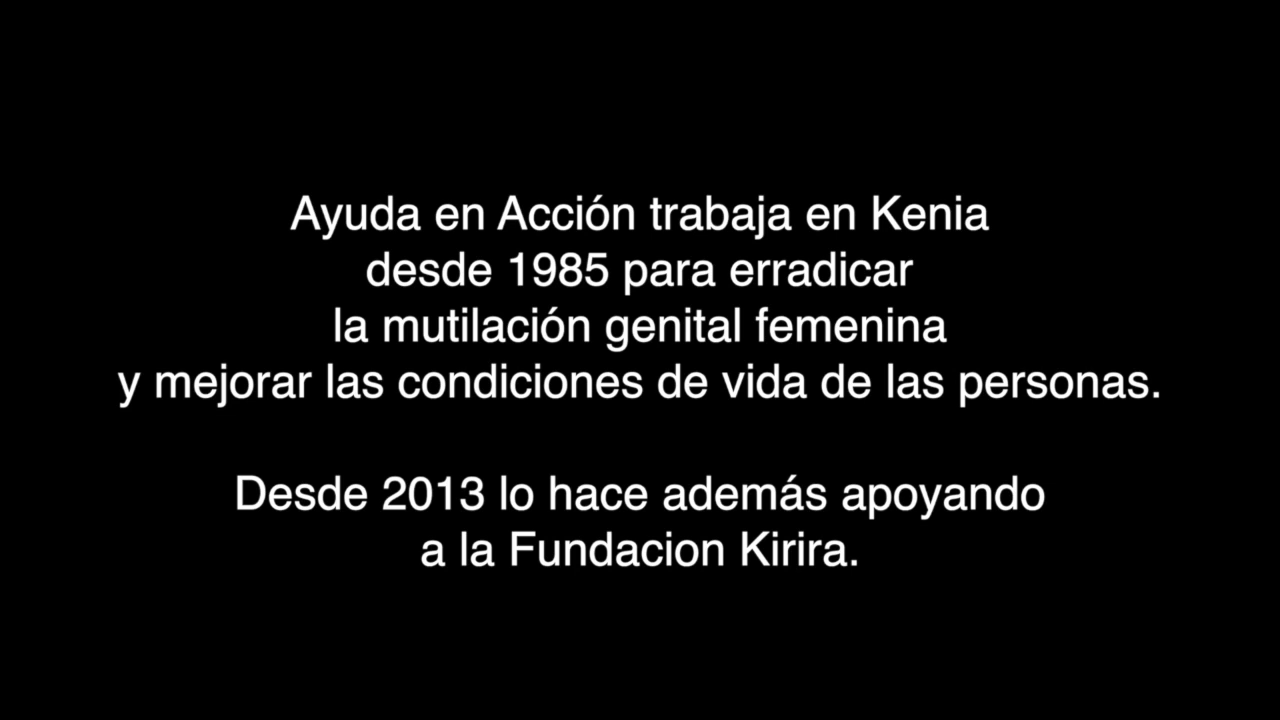 Ayuda en Acción trabaja en Kenia
desde 1985 para erradicar
la mutilación genital femenina
y mejorar las condiciones de vida de las personas.
Desde 2013 lo hace además apoyando
a la Fundacion Kirira.